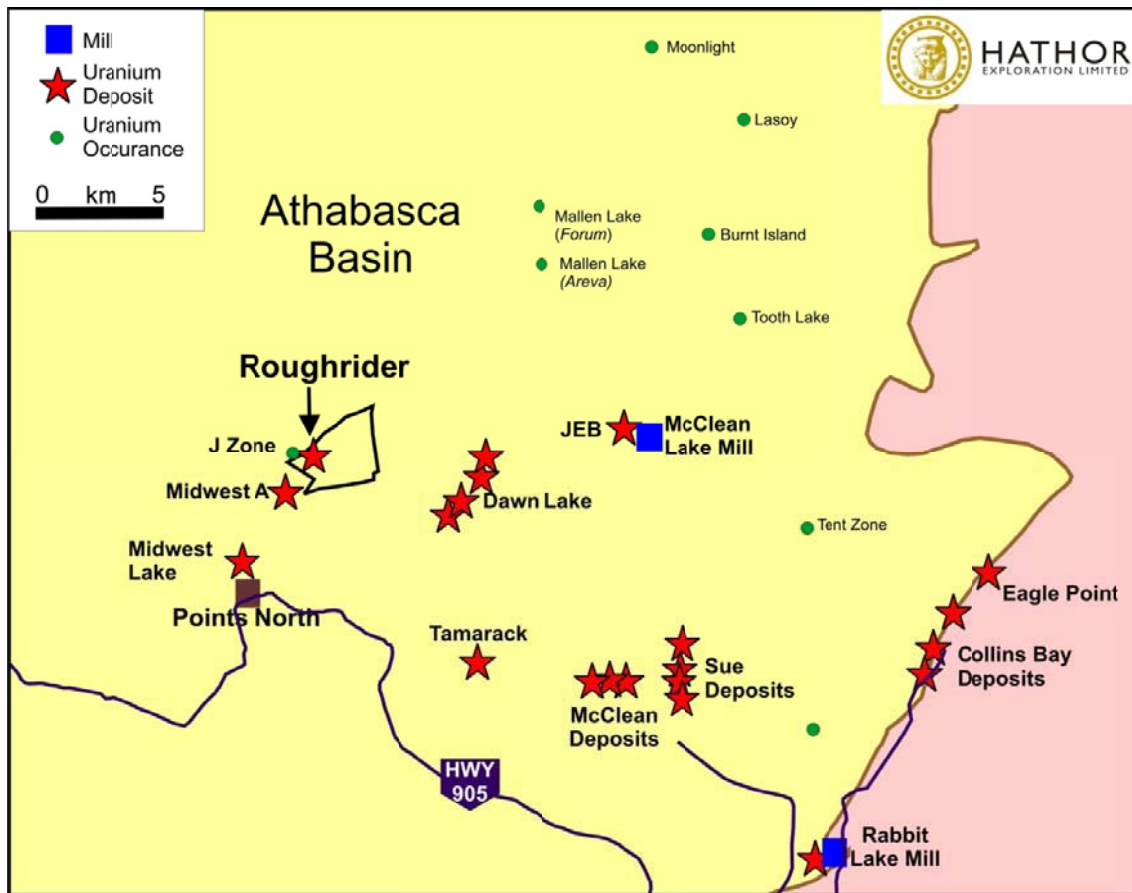 Mill
Uranium
Deposit
Uranium
Occurance
0 km 5
HATHOR
EXPLORATION LIMITED
Moonlight
Lasoy
Athabasca
Basin
Mallen Lake
(Forum)
Mallen Lake
(Areva)
Burnt Island
Tooth Lake
Roughrider
J Zone
Midwest A
JEB
McClean
Lake Mill
Dawn Lake
Tent Zone
Midwest
Lake
Points North
Eagle Point
Tamarack
Sue
Deposits
Collins Bay
Deposits
McClean
Deposits
HWY
905
Rabbit
Lake Mill